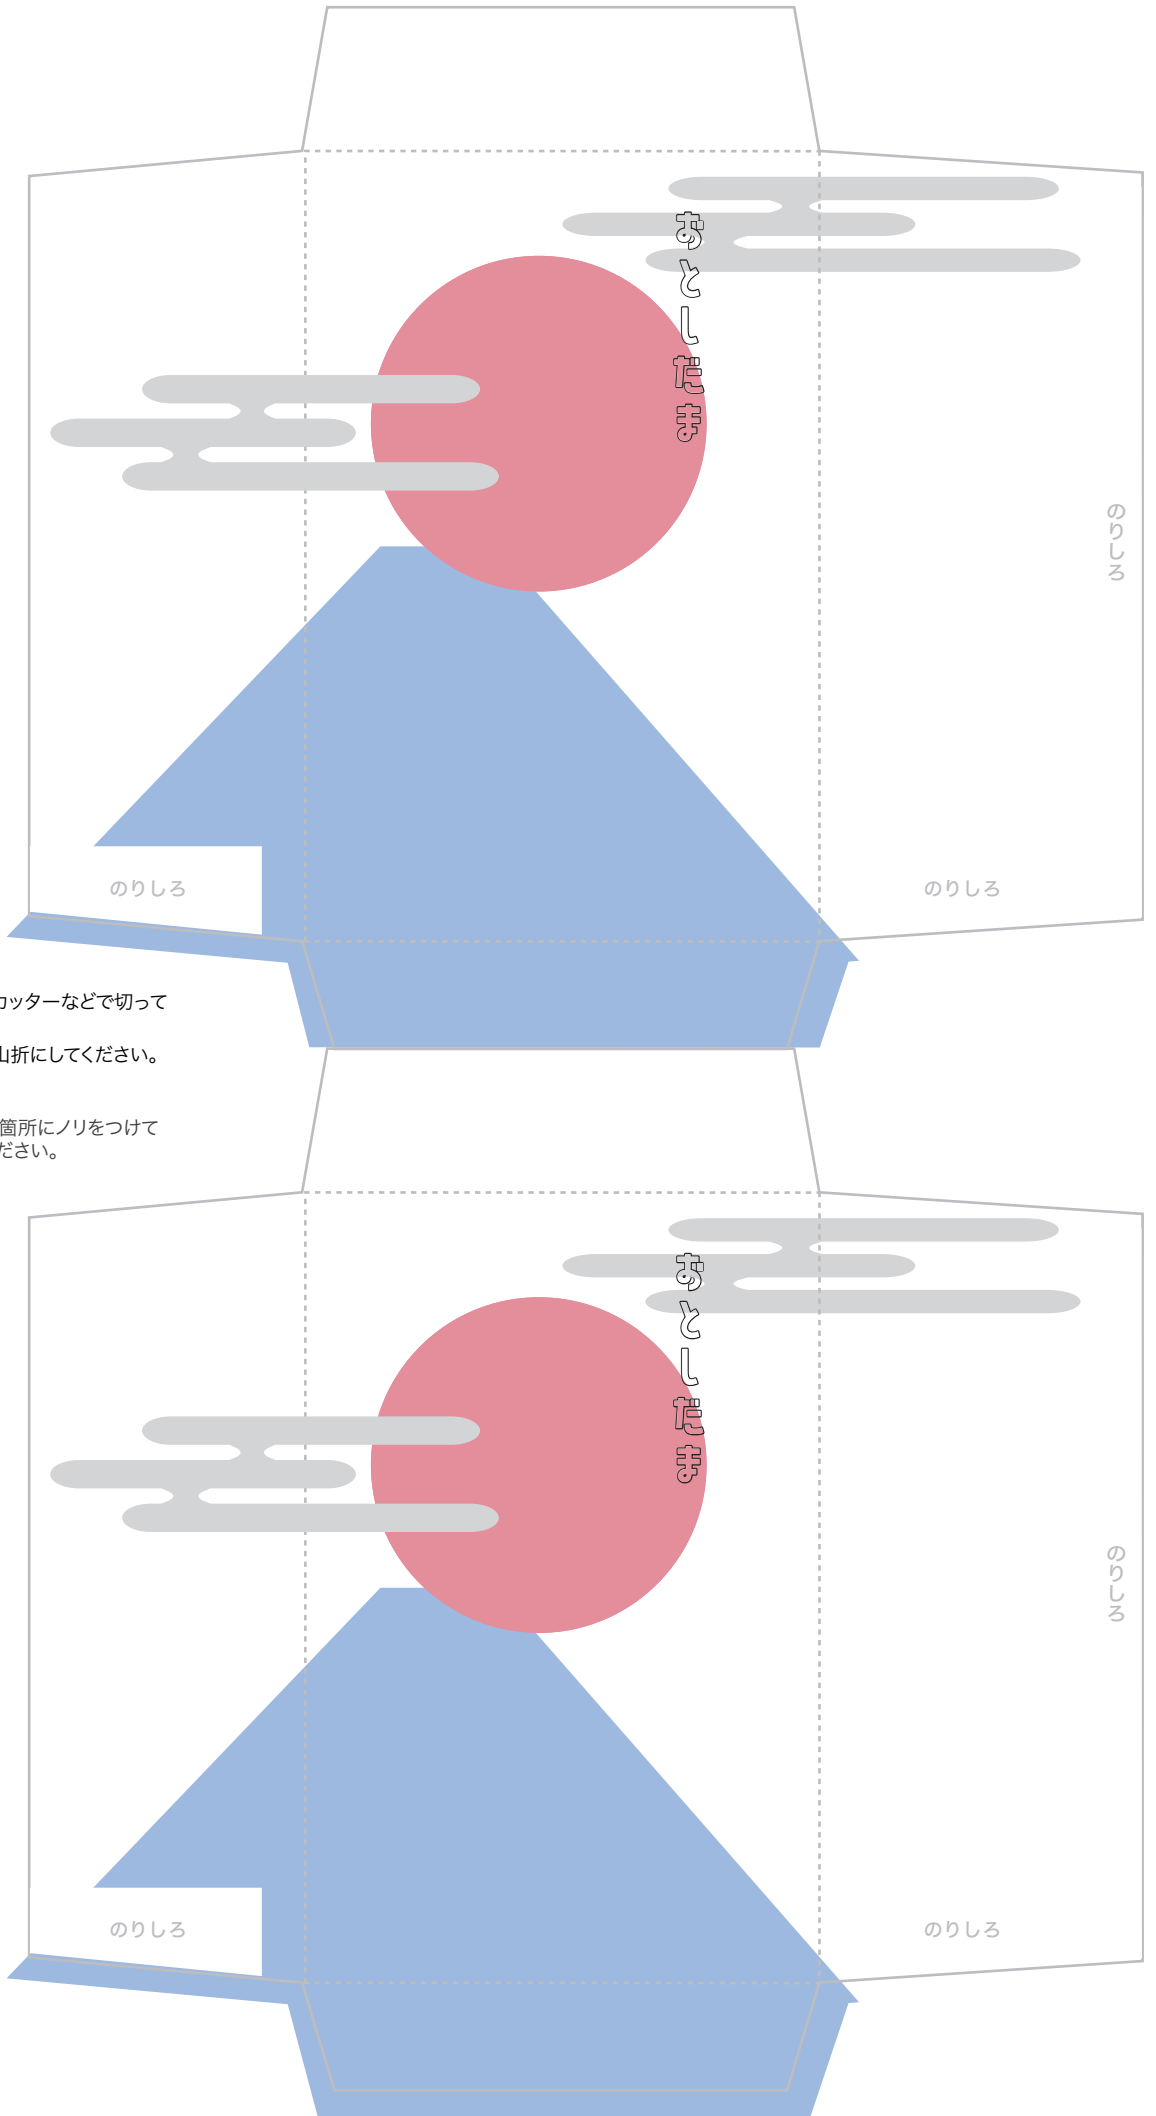 おとしだま
のりしろ
のりしろ
のりしろ
カッターなどで切って
山折にしてください。
箇所にノリをつけて
ださい。
おとしだま
のりしろ
のりしろ
のりしろ